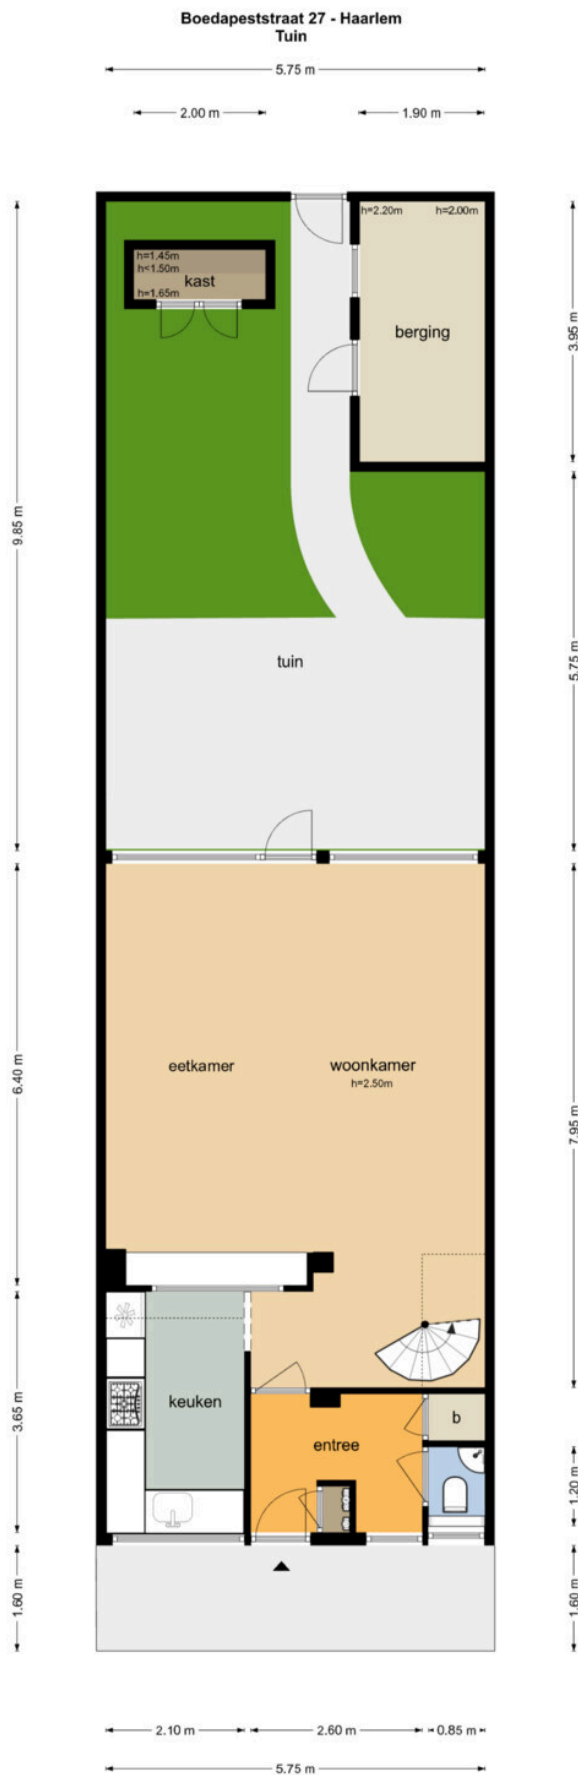 Boedapeststraat 27 - Haarlem
Tuin
5.75 m
2.00 m
1.90 m
h=2.20m
h=2.00m
h=1.45m
h<1.50m
kast
h=1.65m
berging
3.95 m
9.85 m
5.75 m
tuin
eetkamer
woonkamer
h=2.50m
6.40 m
7.95 m
keuken
b
entree
3.65 m
1.20 m
1.60 m
1.60 m
2.10 m
2.60 m
0.85 m
5.75 m